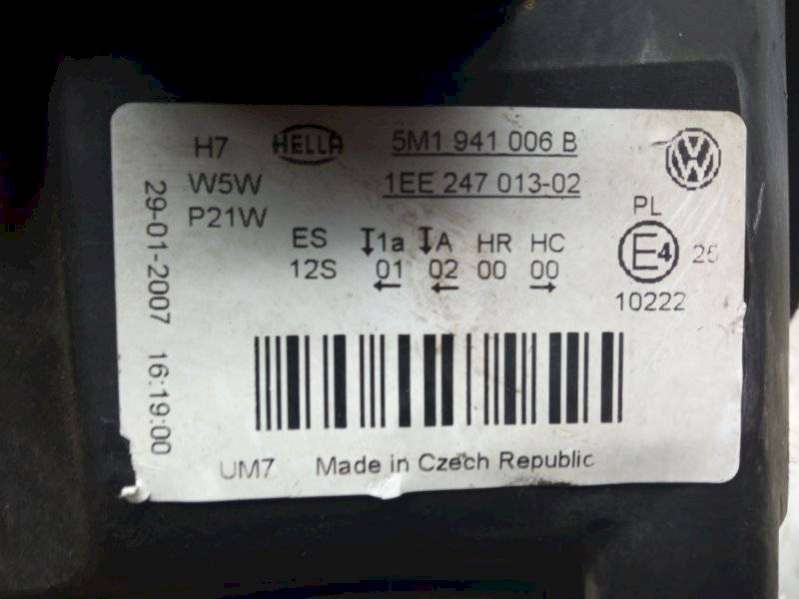 H7 HELLA 5M1 941 006 B
W5W 1EE 247 013-02
P21W PL
ES 1a A HR HC
12S 01 02 00 00 E4
10222
29-01-2007 16:19:00
UM7 Made in Czech Republic